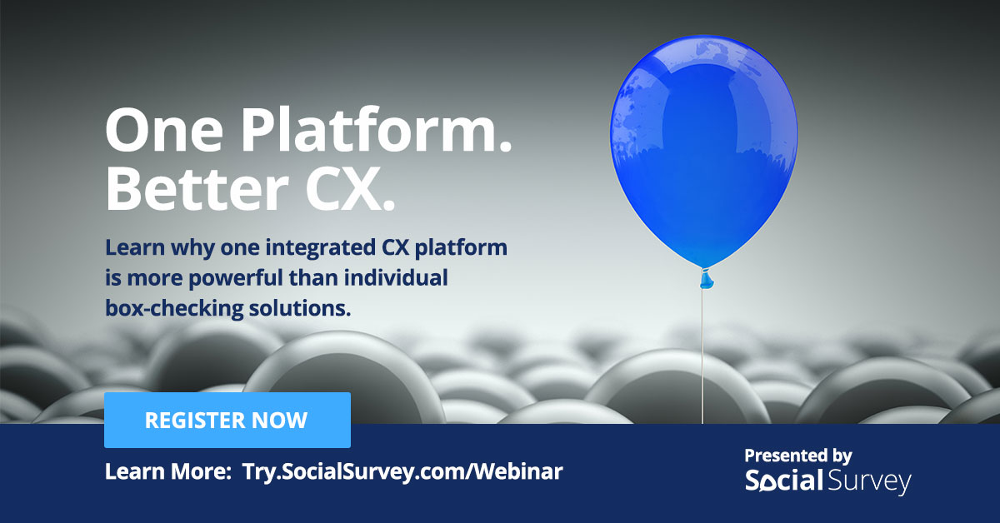 One Platform.
Better CX.
Learn why one integrated CX platform
is more powerful than individual
box-checking solutions.
REGISTER NOW
Learn More: Try.SocialSurvey.com/Webinar
Presented by
SocialSurvey